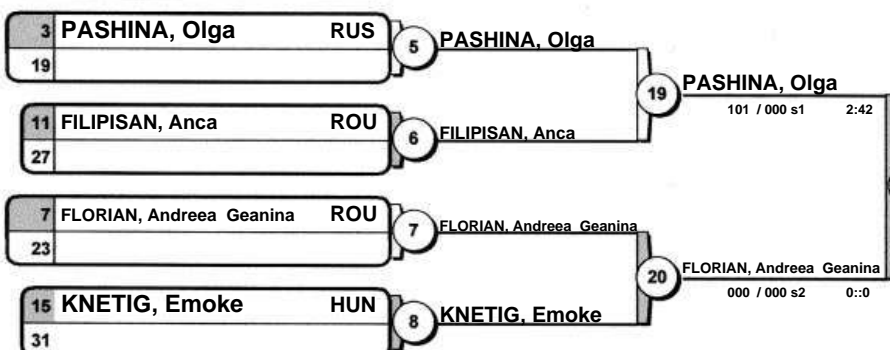 3 PASHINA, Olga RUS
19
5 PASHINA, Olga
11 FILIPISAN, Anca ROU
27
6 FILIPISAN, Anca
19 PASHINA, Olga
101 / 000 s1 2:42
7 FLORIAN, Andreea Geanina ROU
23
7 FLORIAN, Andreea Geanina
15 KNETIG, Emoke HUN
31
8 KNETIG, Emoke
20 FLORIAN, Andreea Geanina
000 / 000 s2 0::0